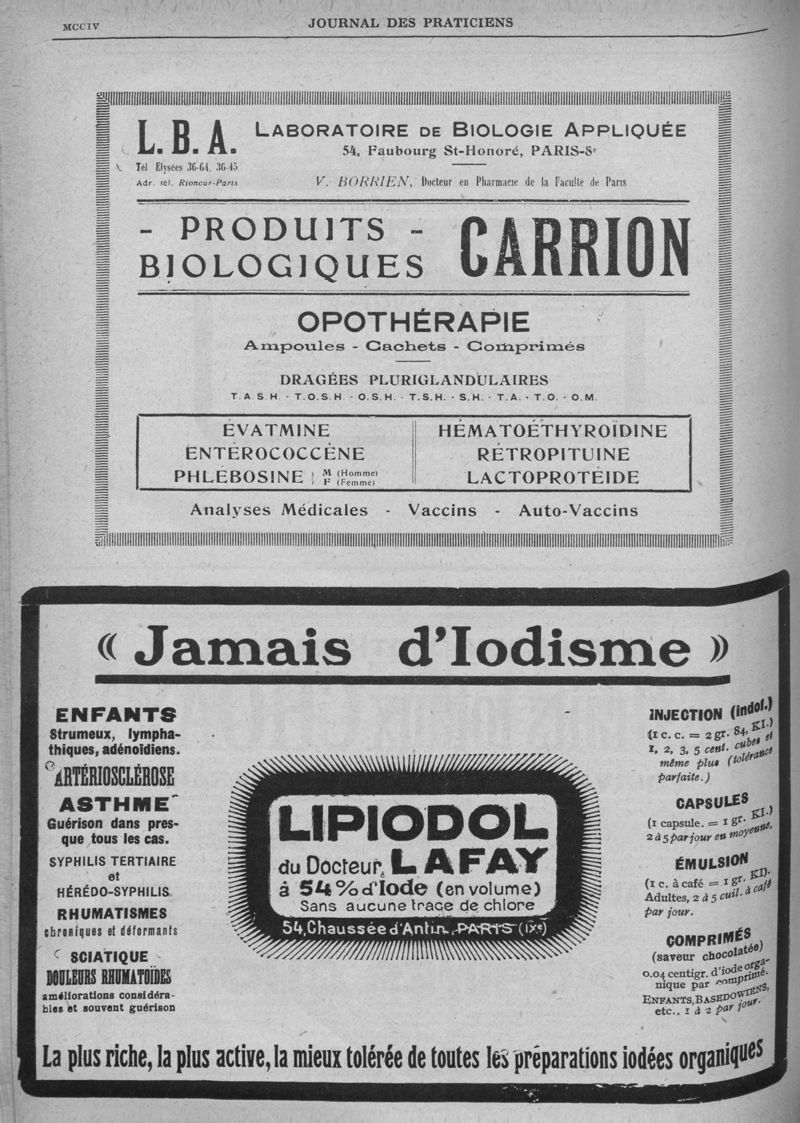 MCCIV
JOURNAL DES PRATICIENS
L.B.A.
Tél Elysées 36-64, 36-45
Adr. tél. Rioncar-Paris
LABORATOIRE DE BIOLOGIE APPLIQUÉE
54, Faubourg St-Honoré, PARIS-8e
V. BORRIEN, Docteur en Pharmacie de la Faculté de Paris
- PRODUITS -
BIOLOGIQUES
CARRION
OPOTHÉRAPIE
Ampoules - Cachets - Comprimés
DRAGÉES PLURIGLANDULAIRES
T.A.S.H. - T.O.S.H. - O.S.H. - T.S.H. - S.H. - T.A. - T.O. - O.M.
ÉVATMINE
ENTÉROCOCCÈNE
PHLÉBOSINE } M (Homme)
F (Femme)
HÉMATOÉTHYROÏDINE
RÉTROPITUINE
LACTOPROTÉIDE
Analyses Médicales - Vaccins - Auto-Vaccins
« Jamais d'Iodisme »
ENFANTS
Strumeux, lympha-
thiques, adénoïdiens.
ARTÉRIOSCLÉROSE
ASTHME
Guérison dans pres-
que tous les cas.
SYPHILIS TERTIAIRE
et
HÉRÉDO-SYPHILIS
RHUMATISMES
chroniques et déformants
SCIATIQUE
DOULEURS RHUMATOÏDES
améliorations considéra-
bles et souvent guérison
LIPIODOL
du Docteur LAFAY
à 54% d'Iode (en volume)
Sans aucune trace de chlore
54, Chaussée d'Antin, PARIS (IXe)
INJECTION (indol.)
(1 c. c. = 2 gr. 84, KI.)
1, 2, 3, 5 cent. cubes et
même plus (tolérance
parfaite.)
CAPSULES
(1 capsule. = 1 gr. KI.)
2 à 5 par jour en moyenne,
ÉMULSION
(1 c. à café = 1 gr. KI).
Adultes, 2 à 5 cuil. à café
par jour.
COMPRIMÉS
(saveur chocolatée)
0.04 centigr. d'iode orga-
nique par comprimé.
ENFANTS, BASEDOWIENS,
etc.. 1 à 2 par jour.
La plus riche, la plus active, la mieux tolérée de toutes les préparations iodées organiques